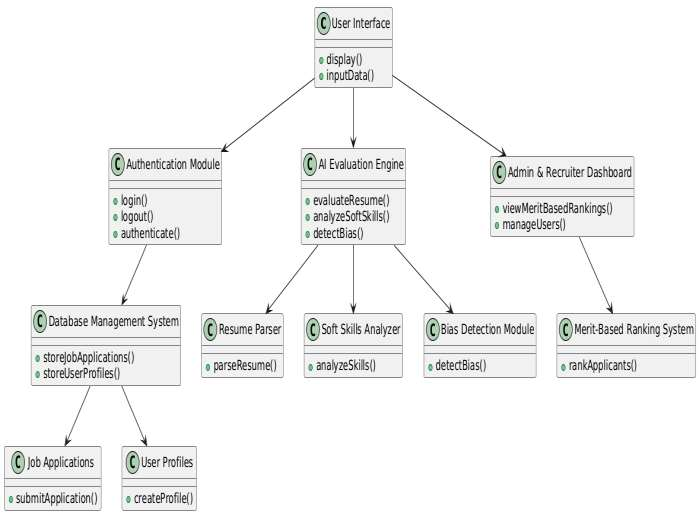 C User Interface
display()
inputData()
C Authentication Module
login()
logout()
authenticate()
C AI Evaluation Engine
evaluateResume()
analyzeSoftSkills()
detectBias()
C Admin & Recruiter Dashboard
viewMeritBasedRankings()
manageUsers()
C Database Management System
storeJobApplications()
storeUserProfiles()
C Resume Parser
parseResume()
C Soft Skills Analyzer
analyzeSkills()
C Bias Detection Module
detectBias()
C Merit-Based Ranking System
rankApplicants()
C Job Applications
submitApplication()
C User Profiles
createProfile()